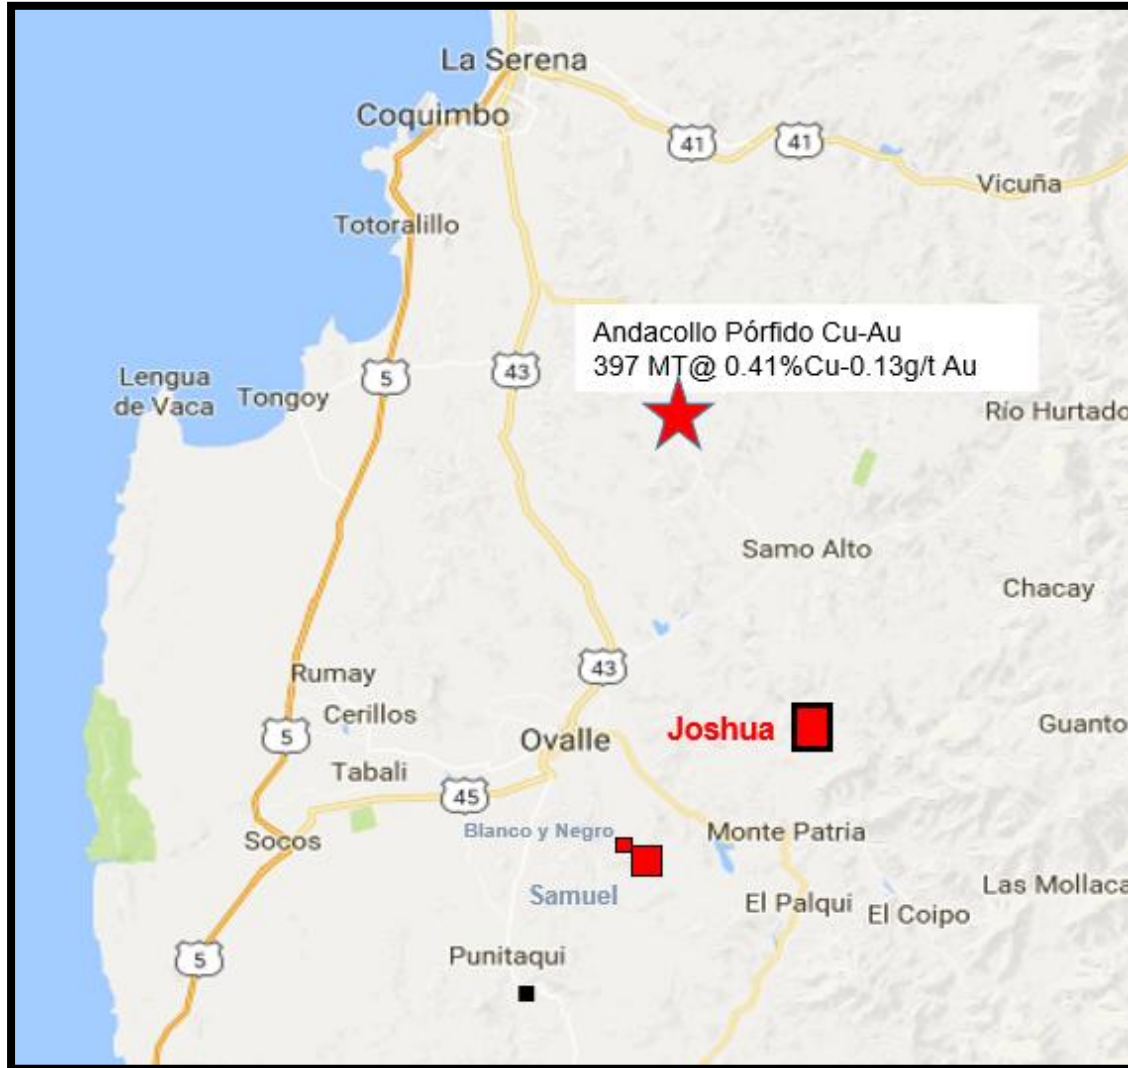 La Serena
Coquimbo
41
41
Vicuña
Totoralillo
Andacollo Pórfido Cu-Au
397 MT@ 0.41%Cu-0.13g/t Au
5
43
Lengua
de Vaca
Tongoy
Río Hurtado
Samo Alto
Chacay
43
Rumay
Cerillos
5
Ovalle
Joshua
Guanto
Tabali
45
Socos
Blanco y Negro
Monte Patria
Samuel
El Palqui
El Coipo
Las Mollaca
5
Punitaqui